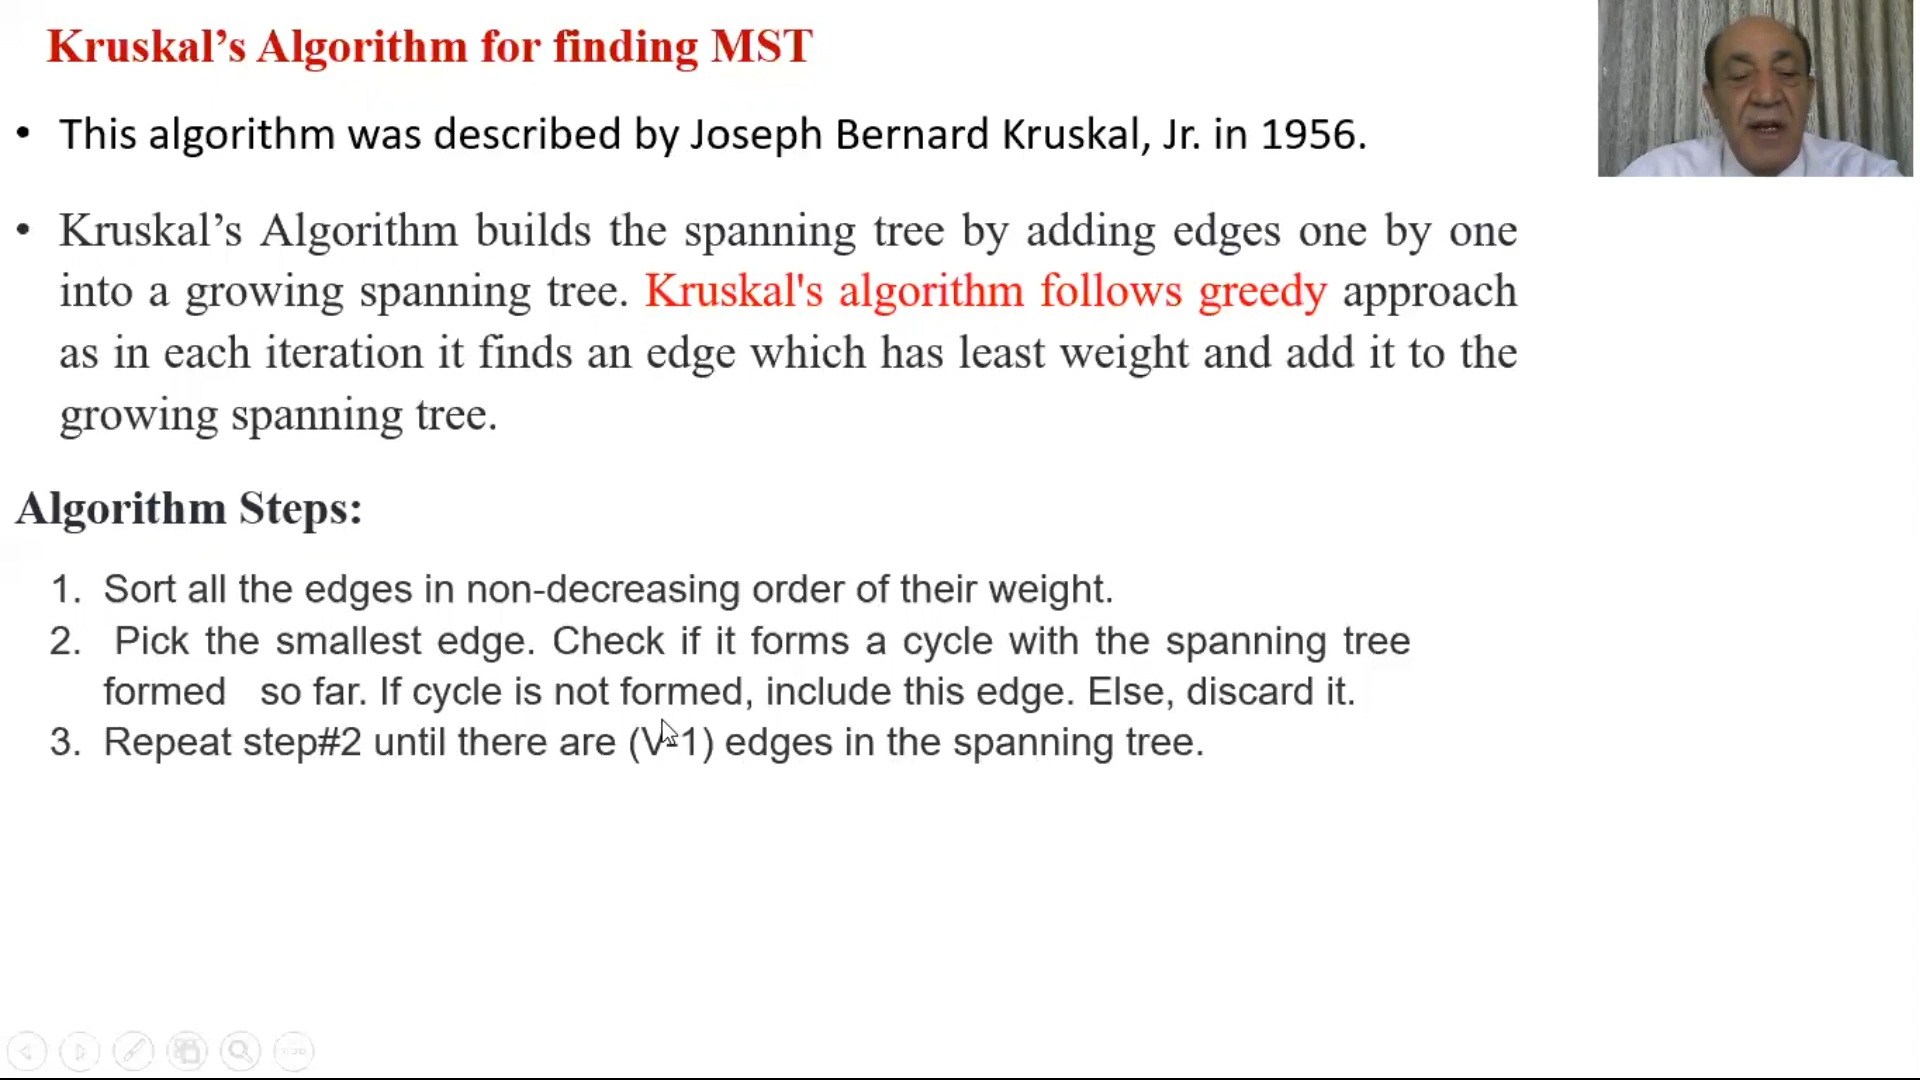 Kruskal’s Algorithm for finding MST
• This algorithm was described by Joseph Bernard Kruskal, Jr. in 1956.
• Kruskal’s Algorithm builds the spanning tree by adding edges one by one
into a growing spanning tree. Kruskal's algorithm follows greedy approach
as in each iteration it finds an edge which has least weight and add it to the
growing spanning tree.
Algorithm Steps:
1. Sort all the edges in non-decreasing order of their weight.
2. Pick the smallest edge. Check if it forms a cycle with the spanning tree
formed so far. If cycle is not formed, include this edge. Else, discard it.
3. Repeat step#2 until there are (V-1) edges in the spanning tree.